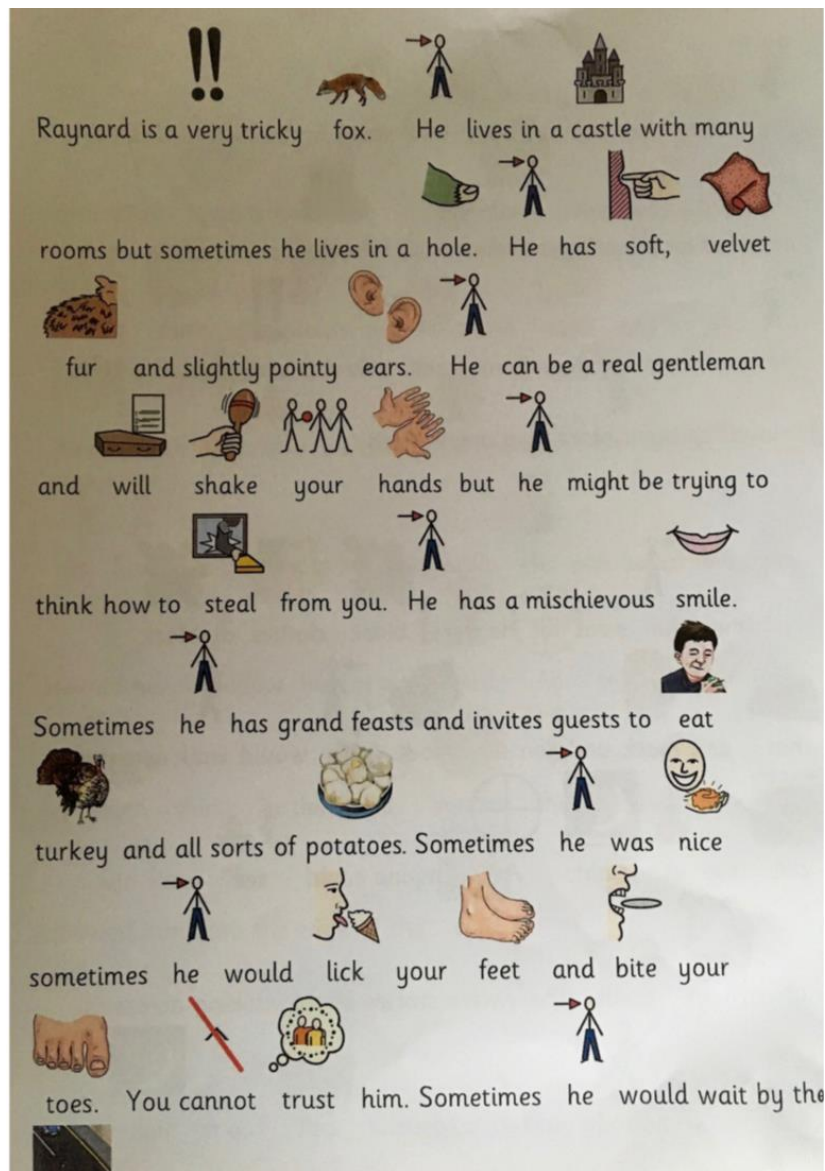 Raynard is a very tricky fox. He lives in a castle with many
rooms but sometimes he lives in a hole. He has soft, velvet
fur and slightly pointy ears. He can be a real gentleman
and will shake your hands but he might be trying to
think how to steal from you. He has a mischievous smile.
Sometimes he has grand feasts and invites guests to eat
turkey and all sorts of potatoes. Sometimes he was nice
sometimes he would lick your feet and bite your
toes. You cannot trust him. Sometimes he would wait by the